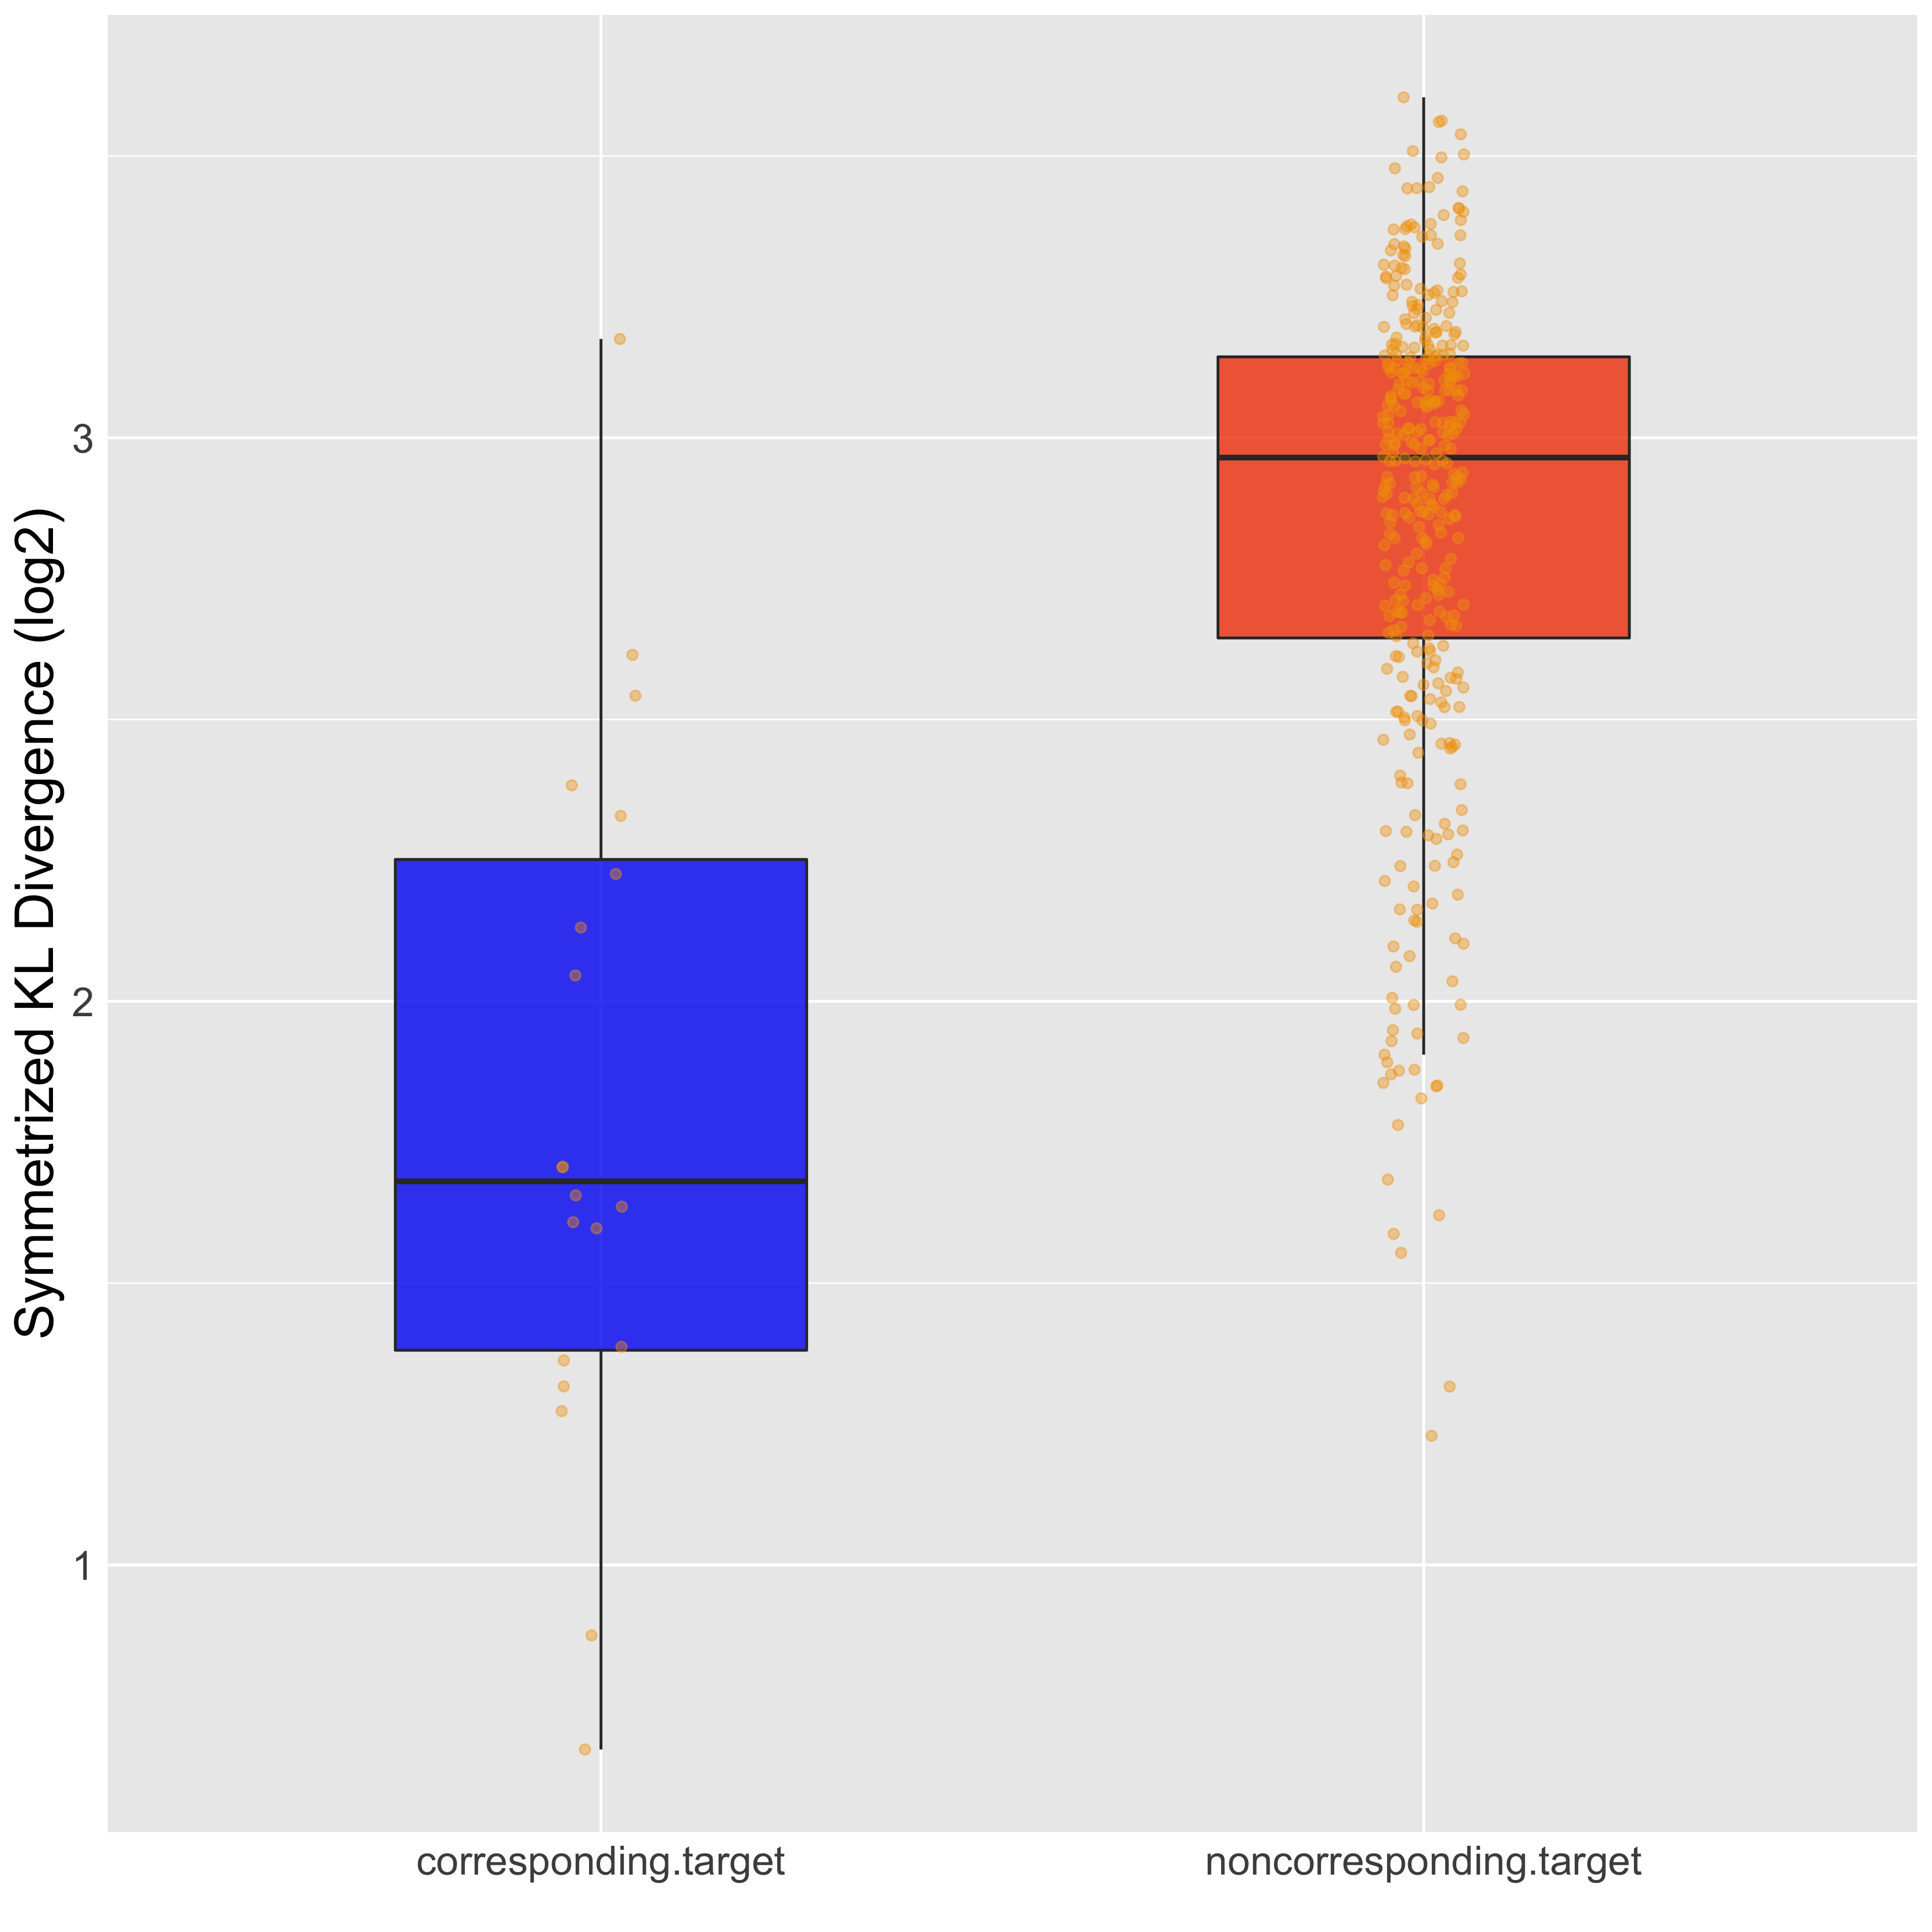 Symmetrized KL Divergence (log2)
3
2
1
corresponding.target
noncorresponding.target